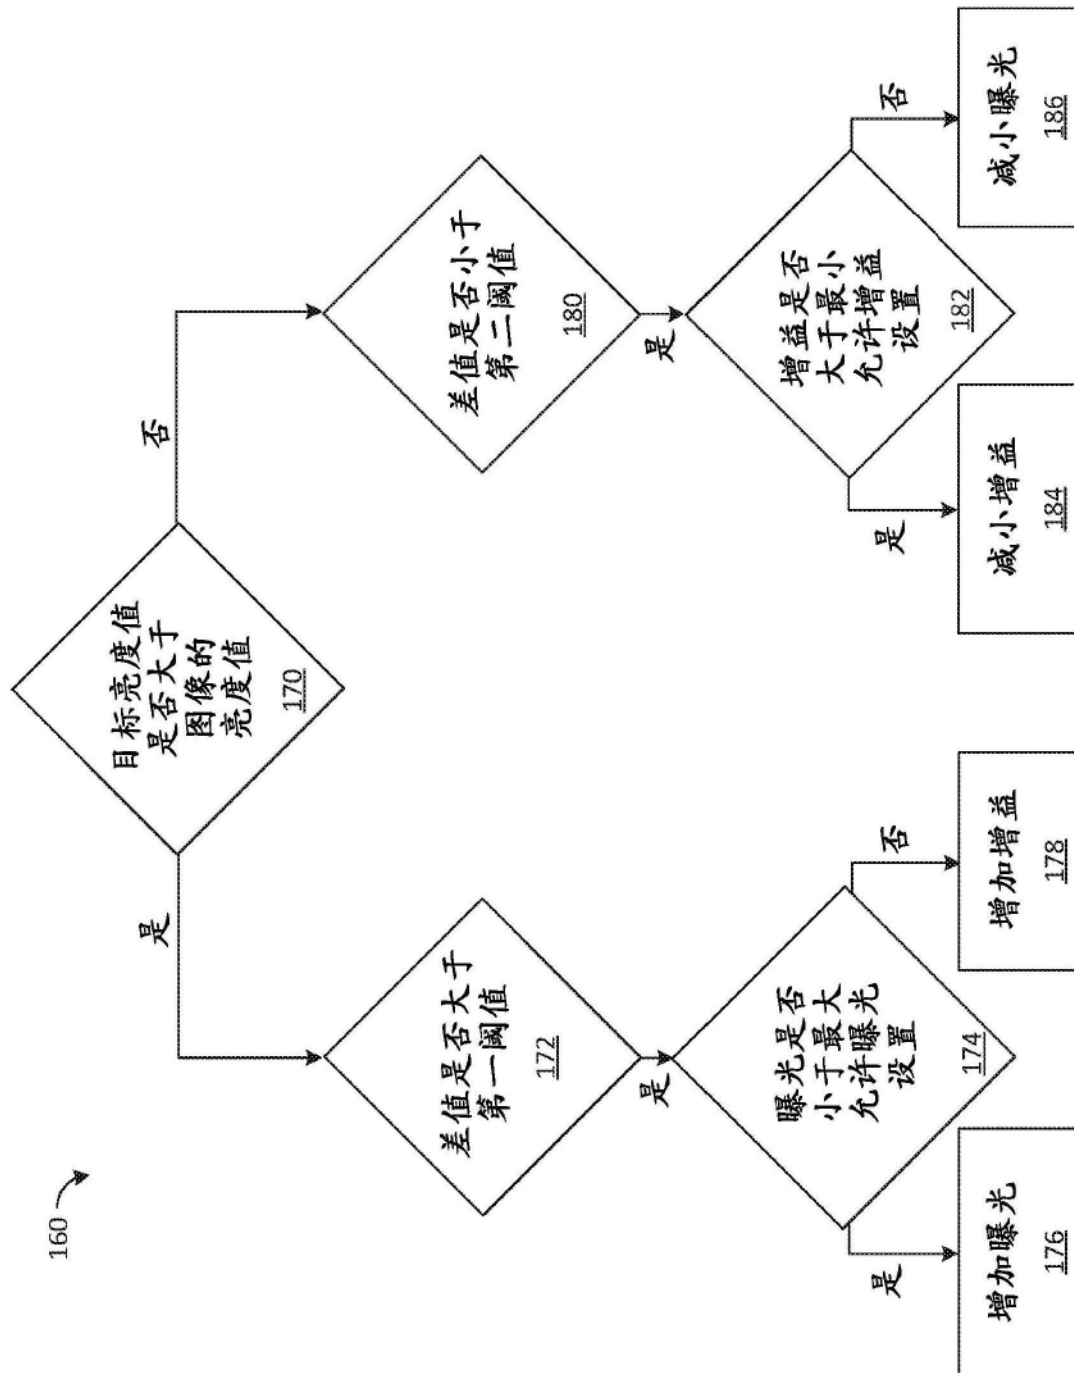 160
目标亮度值
是否大于
图像的
亮度值
170
是
否
差值是否大于
第一阈值
172
差值是否小于
第二阈值
180
是
是
曝光是否
小于最大
允许曝光
设置
174
增益是否
大于最小
允许增益
设置
182
是
否
是
否
增加曝光
176
增加增益
178
减小增益
184
减小曝光
186